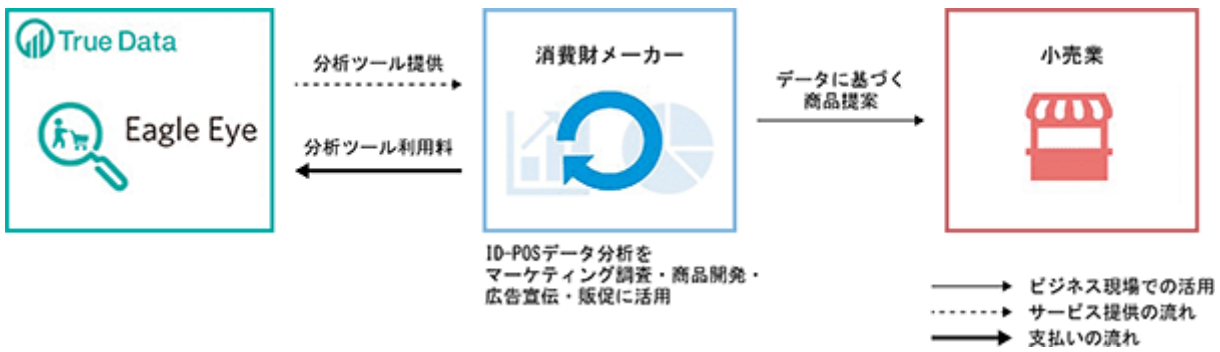 True Data
Eagle Eye
分析ツール提供
分析ツール利用料
消費財メーカー
ID-POSデータ分析を
マーケティング調査・商品開発・
広告宣伝・販促に活用
データに基づく
商品提案
小売業
ビジネス現場での活用
サービス提供の流れ
支払いの流れ